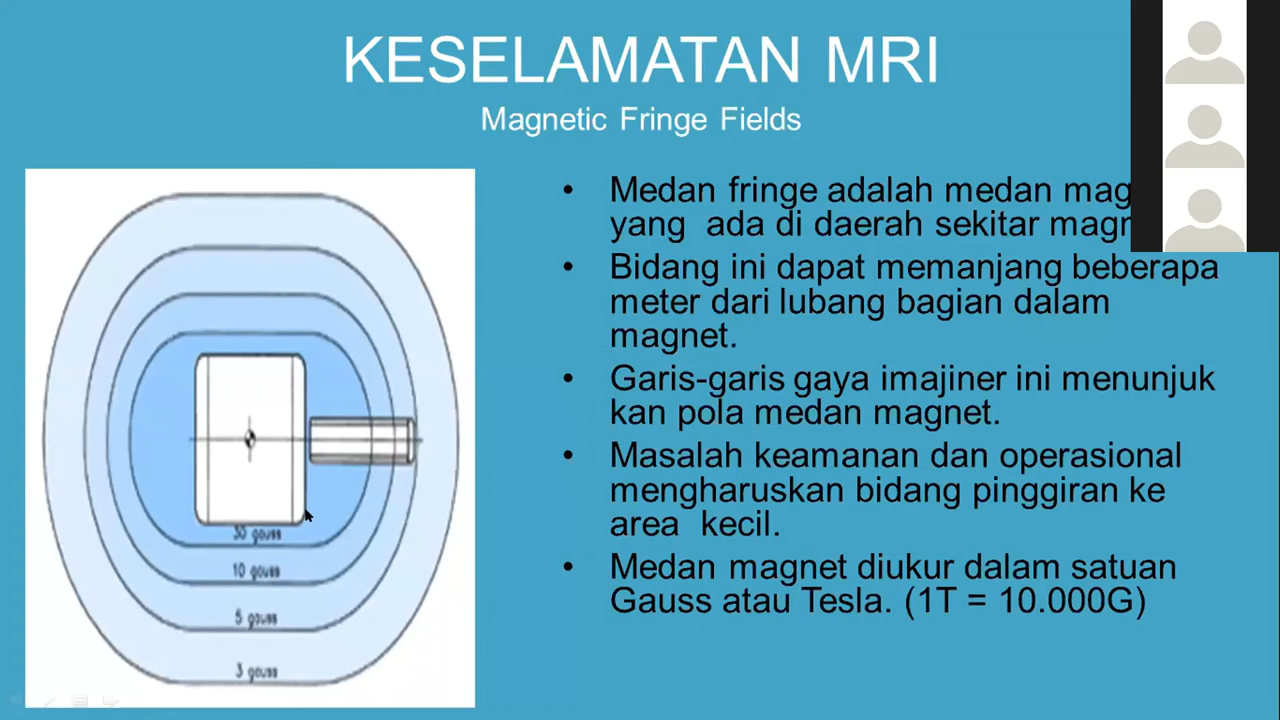 KESELAMATAN MRI
Magnetic Fringe Fields
• Medan fringe adalah medan mag
yang ada di daerah sekitar mag
• Bidang ini dapat memanjang beberapa
meter dari lubang bagian dalam
magnet.
• Garis-garis gaya imajiner ini menunjuk
kan pola medan magnet.
• Masalah keamanan dan operasional
mengharuskan bidang pinggiran ke
area kecil.
• Medan magnet diukur dalam satuan
Gauss atau Tesla. (1T = 10.000G)
gauss
10 gauss
5 gauss
3 gauss